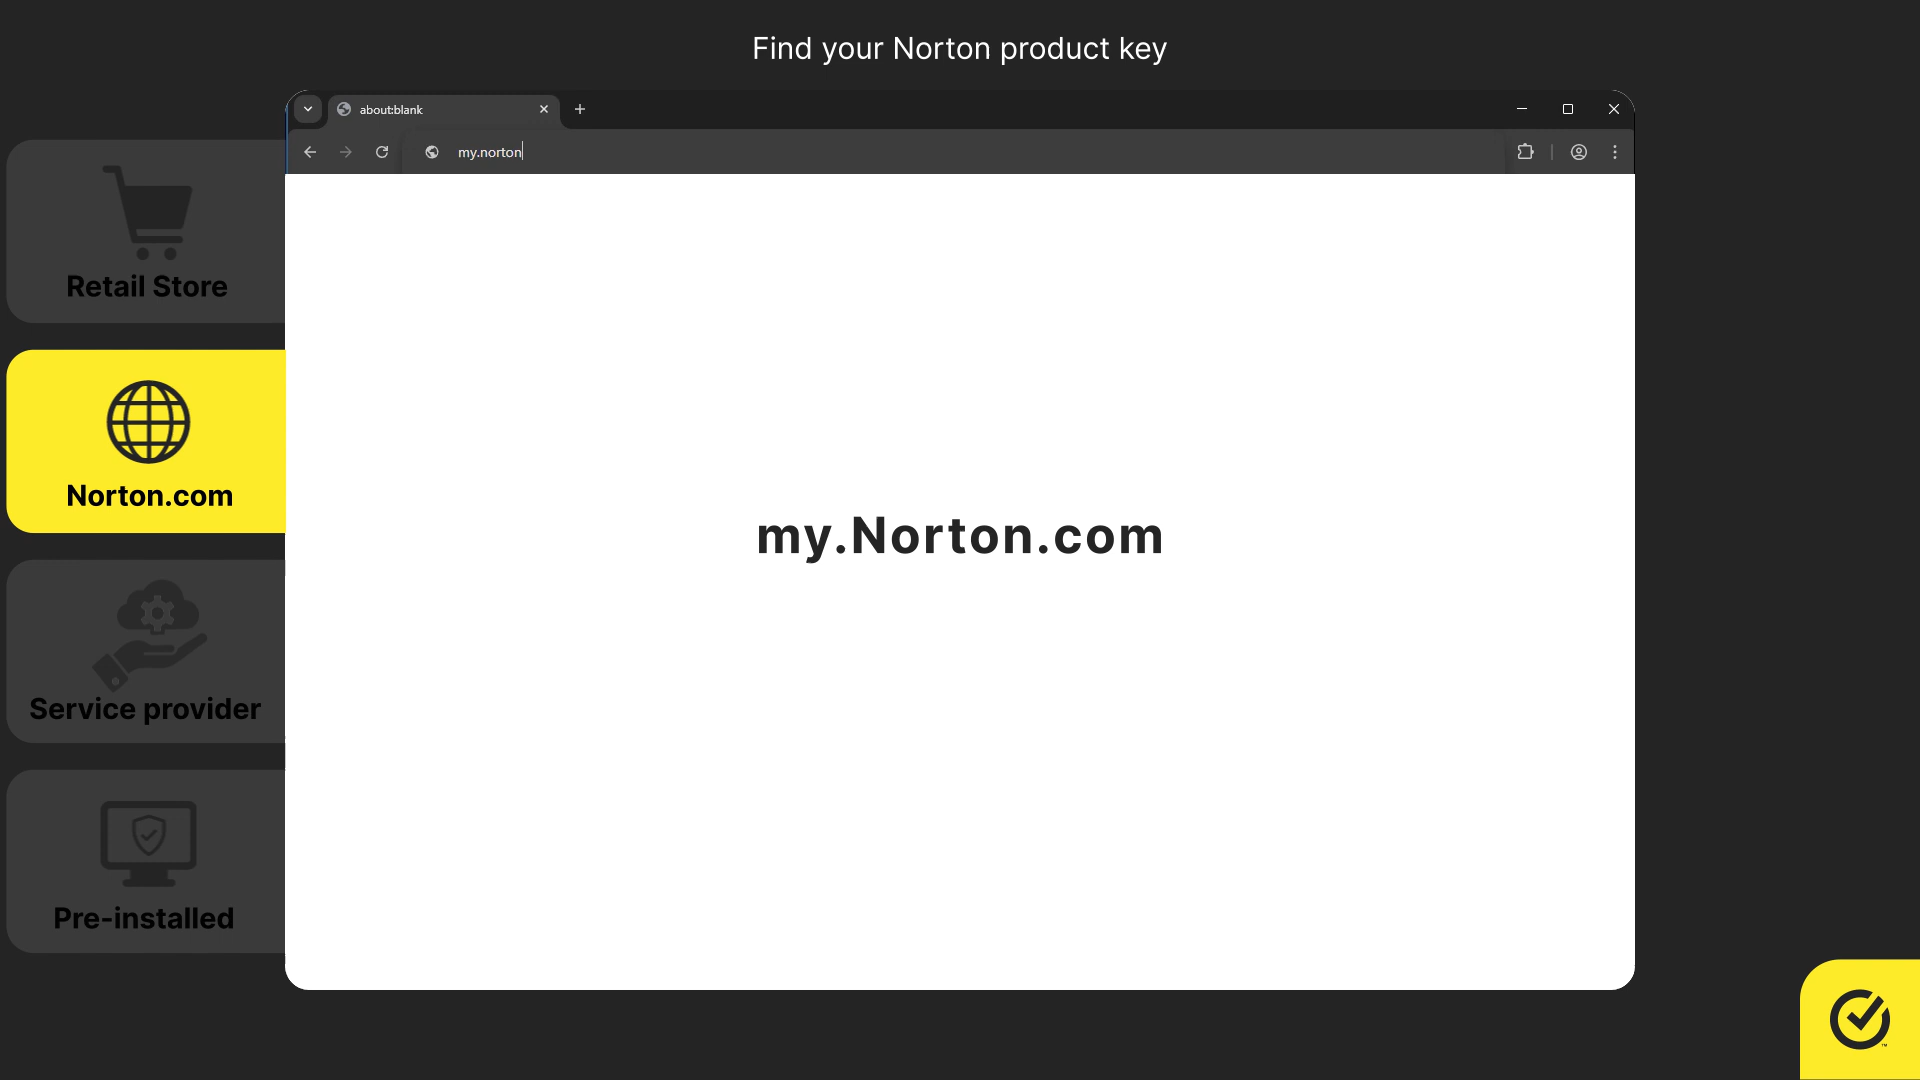 Find your Norton product key
about:blank
my.norton
Retail Store
Norton.com
my.Norton.com
Service provider
Pre-installed